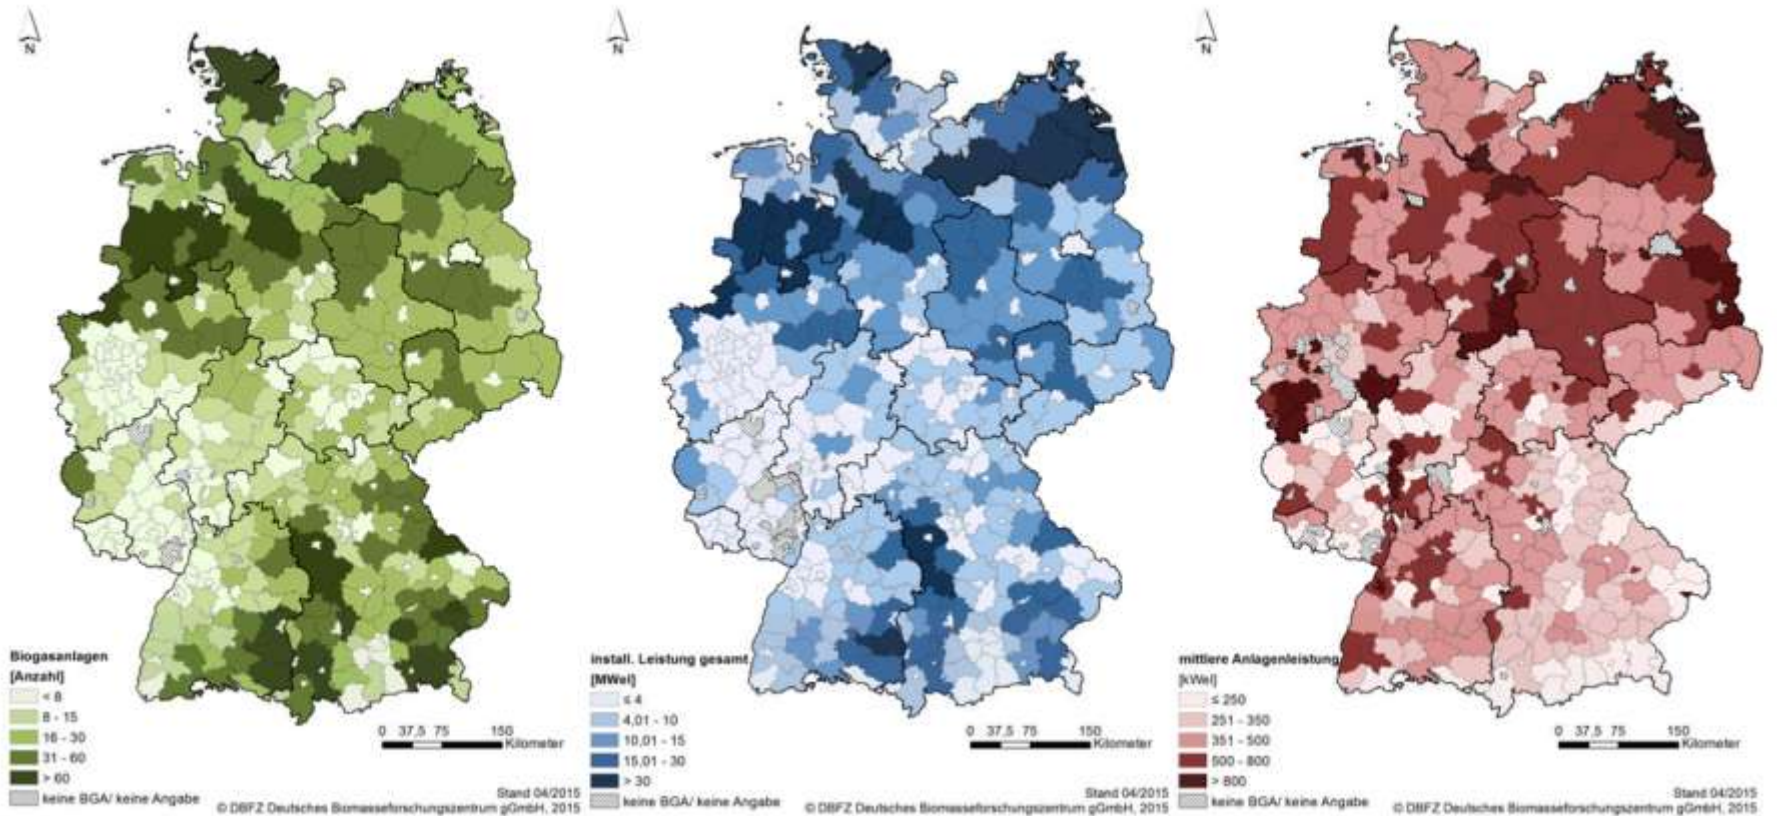 N
Biogasanlagen
[Anzahl]
< 8
8 - 15
16 - 30
31 - 60
> 60
keine BGA/ keine Angabe
0 37,5 75 150
Kilometer
Stand 04/2015
© DBFZ Deutsches Biomasseforschungszentrum gGmbH, 2015
N
install. Leistung gesamt
[MWel]
≤ 4
4,01 - 10
10,01 - 15
15,01 - 30
> 30
keine BGA/ keine Angabe
0 37,5 75 150
Kilometer
Stand 04/2015
© DBFZ Deutsches Biomasseforschungszentrum gGmbH, 2015
N
mittlere Anlagenleistung
[kWel]
≤ 250
251 - 350
351 - 500
500 - 800
> 800
keine BGA/ keine Angabe
0 37,5 75 150
Kilometer
Stand 04/2015
© DBFZ Deutsches Biomasseforschungszentrum gGmbH, 2015